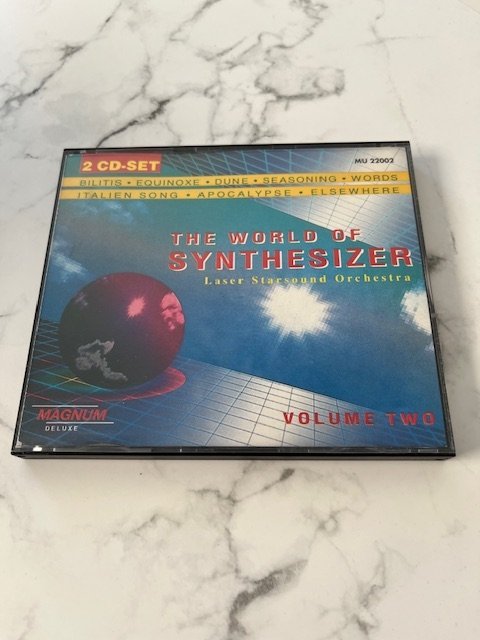 2 CD-SET
MU 22002
BILITIS • EQUINOXE • DUNE • SEASONING • WORDS
ITALIEN SONG • APOCALYPSE • ELSEWHERE
THE WORLD OF
SYNTHESIZER
Laser Starsound Orchestra
MAGNUM
DELUXE
VOLUME TWO